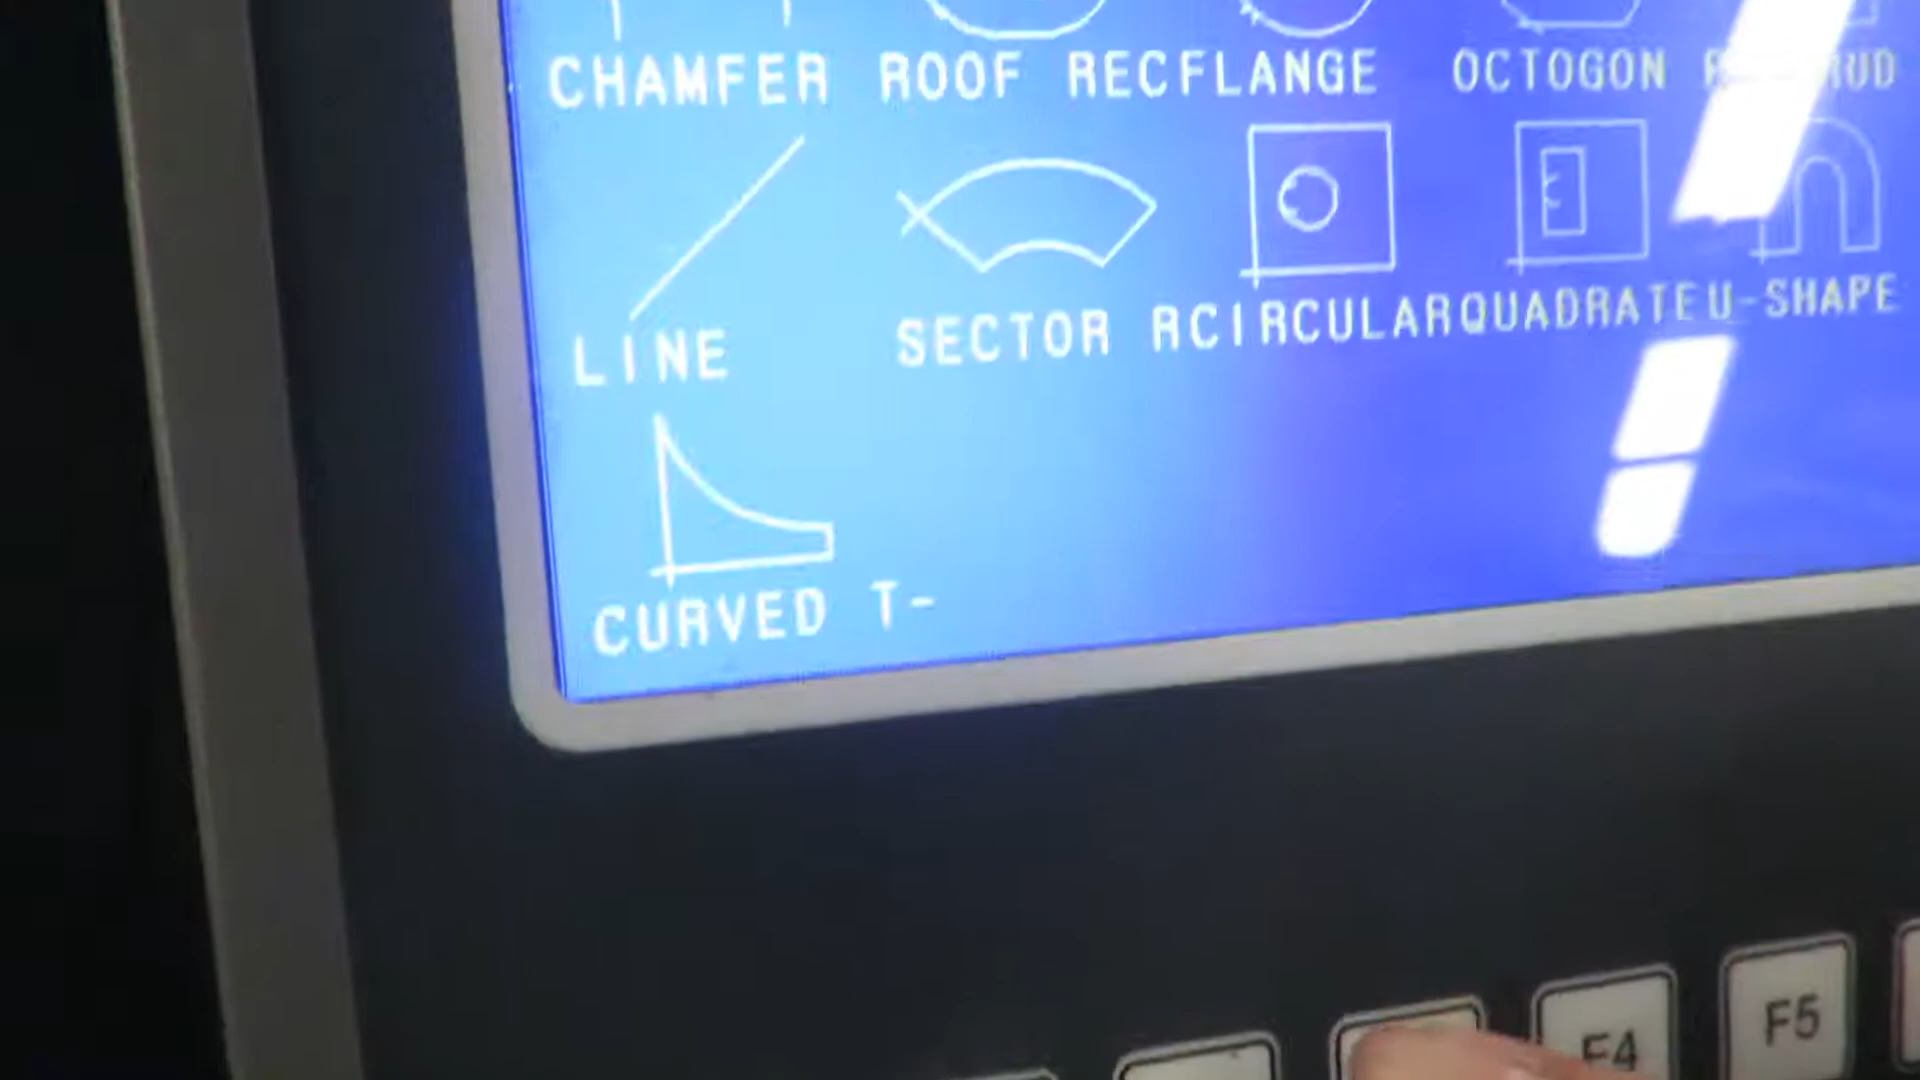 CHAMFER ROOF RECFLANGE OCTOGON
LINE SECTOR RCIRCULARQUADRATEU-SHAPE
CURVED T-
F4 F5